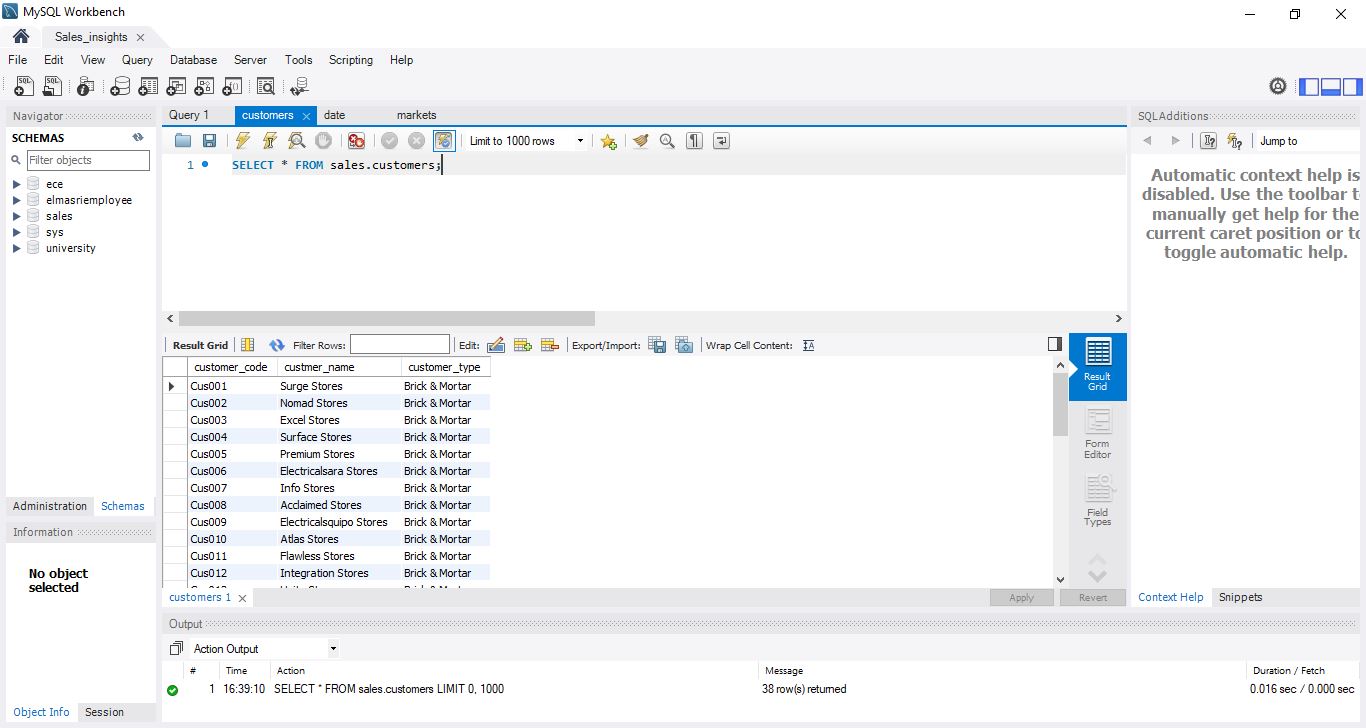 MySQL Workbench
Sales_insights
File Edit View Query Database Server Tools Scripting Help
Navigator
SCHEMAS
Filter objects
ece
elmasriemployee
sales
sys
university
Administration Schemas
Information
No object
selected
Object Info Session
Query 1 customers date markets
Limit to 1000 rows
1 SELECT * FROM sales.customers;
Result Grid Filter Rows: Edit: Export/Import: Wrap Cell Content:
customer_code custmer_name customer_type
Cus001 Surge Stores Brick & Mortar
Cus002 Nomad Stores Brick & Mortar
Cus003 Excel Stores Brick & Mortar
Cus004 Surface Stores Brick & Mortar
Cus005 Premium Stores Brick & Mortar
Cus006 Electricalsara Stores Brick & Mortar
Cus007 Info Stores Brick & Mortar
Cus008 Acclaimed Stores Brick & Mortar
Cus009 Electricalsquipo Stores Brick & Mortar
Cus010 Atlas Stores Brick & Mortar
Cus011 Flawless Stores Brick & Mortar
Cus012 Integration Stores Brick & Mortar
Result
Grid
Form
Editor
Field
Types
customers 1
Apply Revert
SQLAdditions
Jump to
Automatic context help is
disabled. Use the toolbar t
manually get help for the
current caret position or to
toggle automatic help.
Context Help Snippets
Output
Action Output
# Time Action Message Duration / Fetch
1 16:39:10 SELECT * FROM sales.customers LIMIT 0, 1000 38 row(s) returned 0.016 sec / 0.000 sec